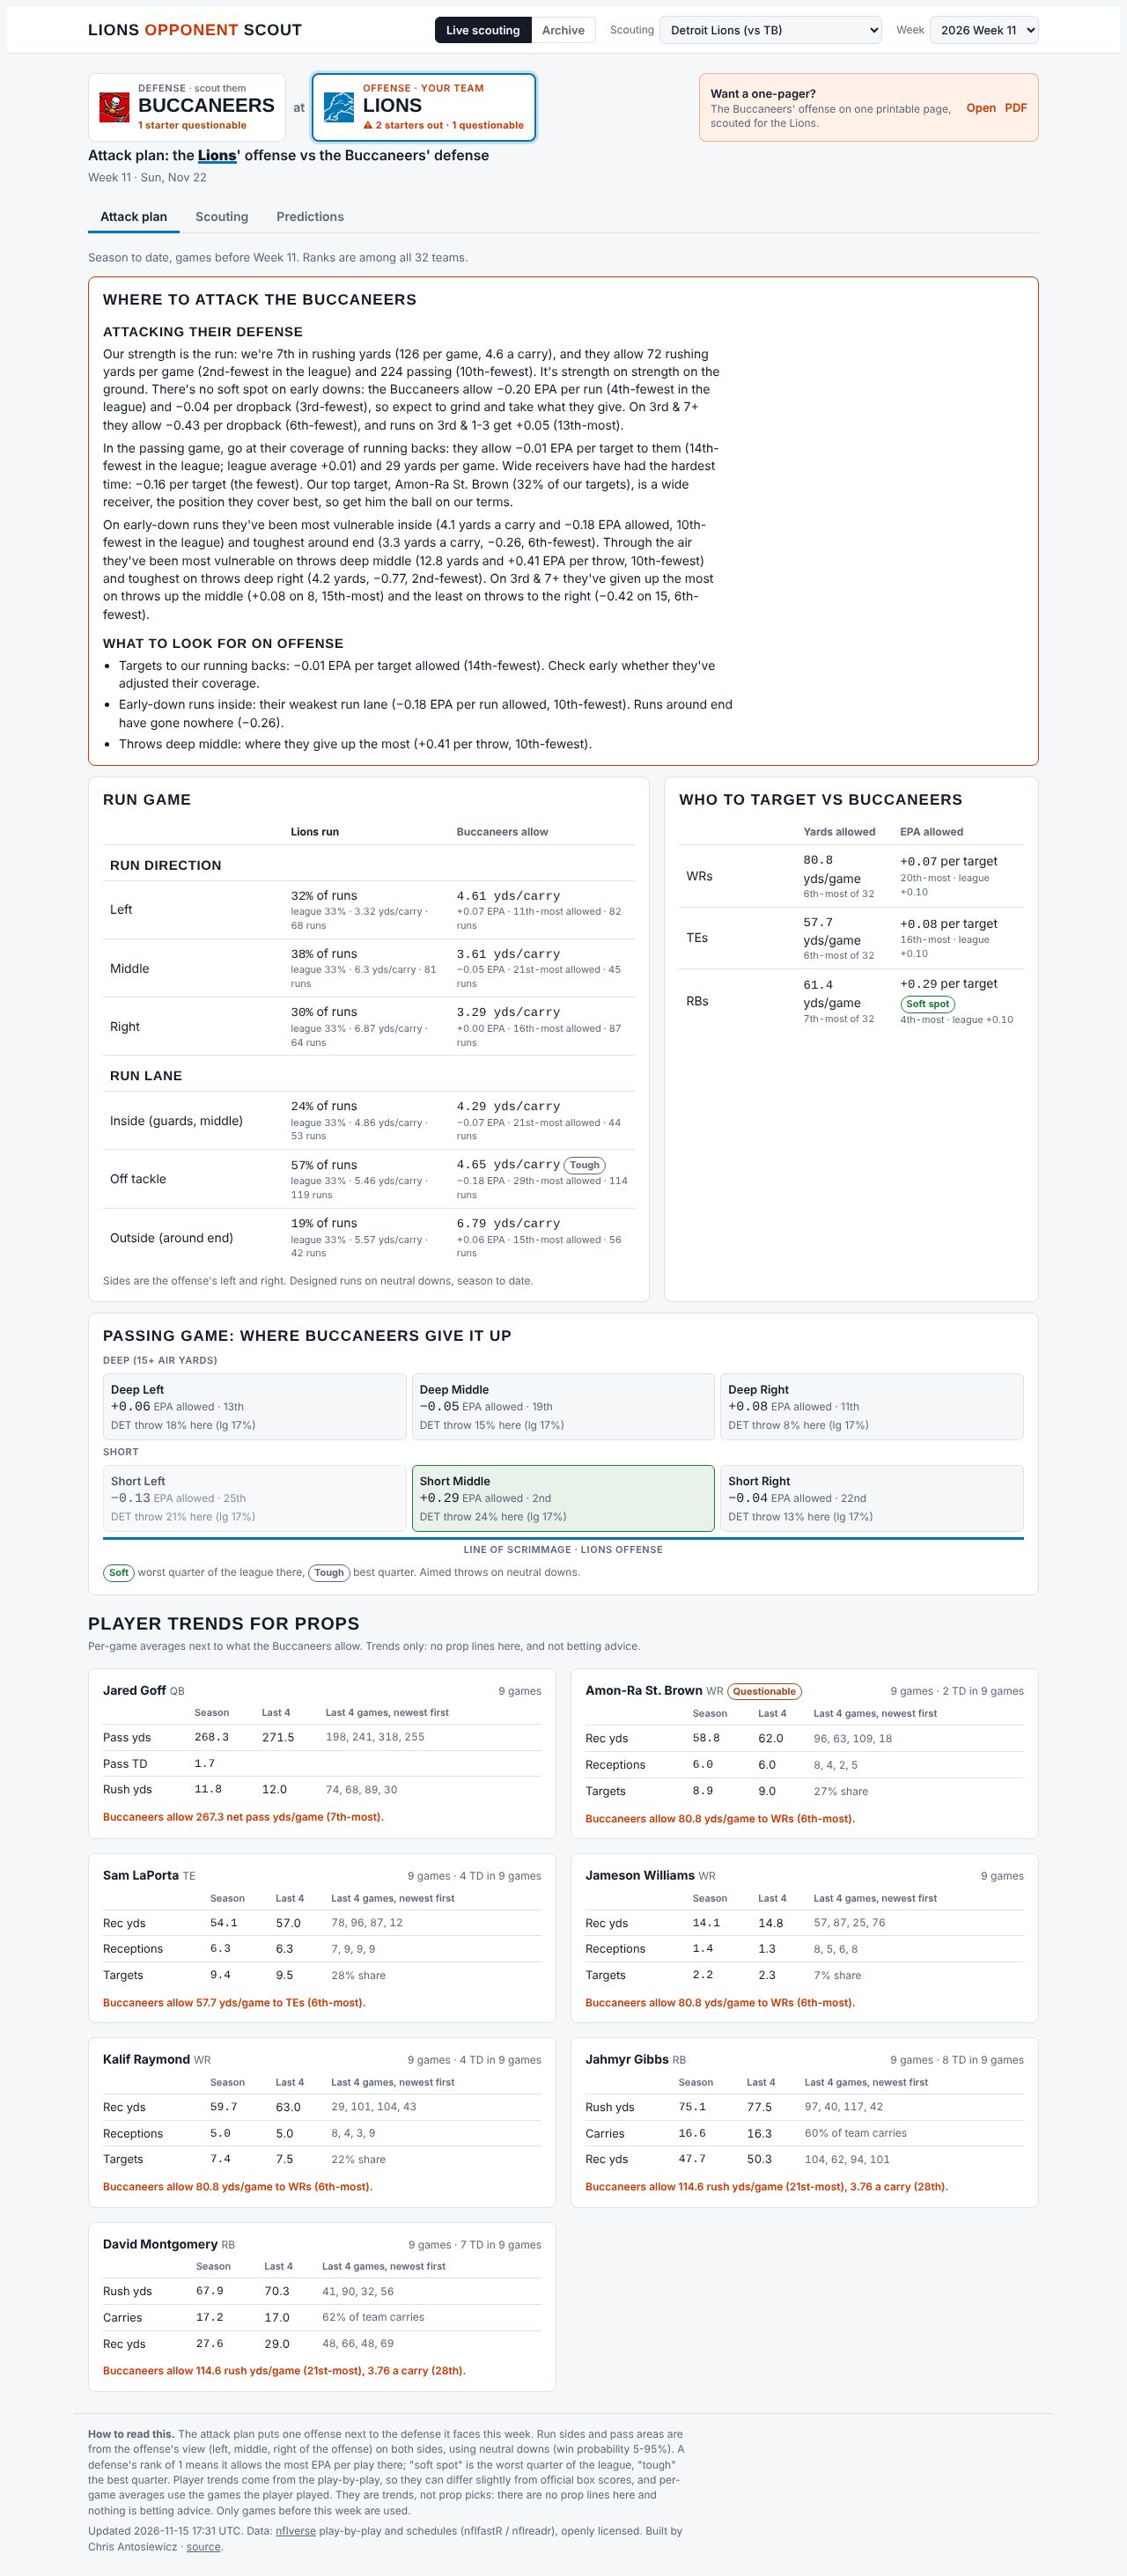 LIONS OPPONENT SCOUT
Live scouting Archive Scouting Detroit Lions (vs TB) Week 2026 Week 11
DEFENSE · scout them
BUCCANEERS
1 starter questionable
at
OFFENSE · YOUR TEAM
LIONS
⚠ 2 starters out · 1 questionable
Want a one-pager?
The Buccaneers' offense on one printable page,
scouted for the Lions.
Open PDF
Attack plan: the Lions' offense vs the Buccaneers' defense
Week 11 · Sun, Nov 22
Attack plan Scouting Predictions
Season to date, games before Week 11. Ranks are among all 32 teams.
WHERE TO ATTACK THE BUCCANEERS
ATTACKING THEIR DEFENSE
Our strength is the run: we're 7th in rushing yards (126 per game, 4.6 a carry), and they allow 72 rushing
yards per game (2nd-fewest in the league) and 224 passing (10th-fewest). It's strength on strength on the
ground. There's no soft spot on early downs: the Buccaneers allow −0.20 EPA per run (4th-fewest in the
league) and −0.04 per dropback (3rd-fewest), so expect to grind and take what they give. On 3rd & 7+
they allow −0.43 per dropback (6th-fewest), and runs on 3rd & 1-3 get +0.05 (13th-most).
In the passing game, go at their coverage of running backs: they allow −0.01 EPA per target to them (14th-
fewest in the league; league average +0.01) and 29 yards per game. Wide receivers have had the hardest
time: −0.16 per target (the fewest). Our top target, Amon-Ra St. Brown (32% of our targets), is a wide
receiver, the position they cover best, so get him the ball on our terms.
On early-down runs they've been most vulnerable inside (4.1 yards a carry and −0.18 EPA allowed, 10th-
fewest in the league) and toughest around end (3.3 yards a carry, −0.26, 6th-fewest). Through the air
they've been most vulnerable on throws deep middle (12.8 yards and +0.41 EPA per throw, 10th-fewest)
and toughest on throws deep right (4.2 yards, −0.77, 2nd-fewest). On 3rd & 7+ they've given up the most
on throws up the middle (+0.08 on 8, 15th-most) and the least on throws to the right (−0.42 on 15, 6th-
fewest).
WHAT TO LOOK FOR ON OFFENSE
• Targets to our running backs: −0.01 EPA per target allowed (14th-fewest). Check early whether they've
adjusted their coverage.
• Early-down runs inside: their weakest run lane (−0.18 EPA per run allowed, 10th-fewest). Runs around end
have gone nowhere (−0.26).
• Throws deep middle: where they give up the most (+0.41 per throw, 10th-fewest).
RUN GAME
Lions run Buccaneers allow
RUN DIRECTION
Left
32% of runs
league 33% · 3.32 yds/carry ·
68 runs
4.61 yds/carry
+0.07 EPA · 11th-most allowed · 82
runs
Middle
38% of runs
league 33% · 6.3 yds/carry · 81
runs
3.61 yds/carry
−0.05 EPA · 21st-most allowed · 45
runs
Right
30% of runs
league 33% · 6.87 yds/carry ·
64 runs
3.29 yds/carry
+0.00 EPA · 16th-most allowed · 87
runs
RUN LANE
Inside (guards, middle)
24% of runs
league 33% · 4.86 yds/carry ·
53 runs
4.29 yds/carry
−0.07 EPA · 21st-most allowed · 44
runs
Off tackle
57% of runs
league 33% · 5.46 yds/carry ·
119 runs
4.65 yds/carry Tough
−0.18 EPA · 29th-most allowed · 114
runs
Outside (around end)
19% of runs
league 33% · 5.57 yds/carry ·
42 runs
6.79 yds/carry
+0.06 EPA · 15th-most allowed · 56
runs
Sides are the offense's left and right. Designed runs on neutral downs, season to date.
WHO TO TARGET VS BUCCANEERS
Yards allowed EPA allowed
WRs
80.8
yds/game
6th-most of 32
+0.07 per target
20th-most · league
+0.10
TEs
57.7
yds/game
6th-most of 32
+0.08 per target
16th-most · league
+0.10
RBs
61.4
yds/game
7th-most of 32
+0.29 per target
Soft spot
4th-most · league +0.10
PASSING GAME: WHERE BUCCANEERS GIVE IT UP
DEEP (15+ AIR YARDS)
Deep Left
+0.06 EPA allowed · 13th
DET throw 18% here (lg 17%)
Deep Middle
−0.05 EPA allowed · 19th
DET throw 15% here (lg 17%)
Deep Right
+0.08 EPA allowed · 11th
DET throw 8% here (lg 17%)
SHORT
Short Left
−0.13 EPA allowed · 25th
DET throw 21% here (lg 17%)
Short Middle
+0.29 EPA allowed · 2nd
DET throw 24% here (lg 17%)
Short Right
−0.04 EPA allowed · 22nd
DET throw 13% here (lg 17%)
LINE OF SCRIMMAGE · LIONS OFFENSE
Soft worst quarter of the league there, Tough best quarter. Aimed throws on neutral downs.
PLAYER TRENDS FOR PROPS
Per-game averages next to what the Buccaneers allow. Trends only: no prop lines here, and not betting advice.
Jared Goff QB 9 games
Season Last 4 Last 4 games, newest first
Pass yds 268.3 271.5 198, 241, 318, 255
Pass TD 1.7
Rush yds 11.8 12.0 74, 68, 89, 30
Buccaneers allow 267.3 net pass yds/game (7th-most).
Amon-Ra St. Brown WR Questionable 9 games · 2 TD in 9 games
Season Last 4 Last 4 games, newest first
Rec yds 58.8 62.0 96, 63, 109, 18
Receptions 6.0 6.0 8, 4, 2, 5
Targets 8.9 9.0 27% share
Buccaneers allow 80.8 yds/game to WRs (6th-most).
Sam LaPorta TE 9 games · 4 TD in 9 games
Season Last 4 Last 4 games, newest first
Rec yds 54.1 57.0 78, 96, 87, 12
Receptions 6.3 6.3 7, 9, 9, 9
Targets 9.4 9.5 28% share
Buccaneers allow 57.7 yds/game to TEs (6th-most).
Jameson Williams WR 9 games
Season Last 4 Last 4 games, newest first
Rec yds 14.1 14.8 57, 87, 25, 76
Receptions 1.4 1.3 8, 5, 6, 8
Targets 2.2 2.3 7% share
Buccaneers allow 80.8 yds/game to WRs (6th-most).
Kalif Raymond WR 9 games · 4 TD in 9 games
Season Last 4 Last 4 games, newest first
Rec yds 59.7 63.0 29, 101, 104, 43
Receptions 5.0 5.0 8, 4, 3, 9
Targets 7.4 7.5 22% share
Buccaneers allow 80.8 yds/game to WRs (6th-most).
Jahmyr Gibbs RB 9 games · 8 TD in 9 games
Season Last 4 Last 4 games, newest first
Rush yds 75.1 77.5 97, 40, 117, 42
Carries 16.6 16.3 60% of team carries
Rec yds 47.7 50.3 104, 62, 94, 101
Buccaneers allow 114.6 rush yds/game (21st-most), 3.76 a carry (28th).
David Montgomery RB 9 games · 7 TD in 9 games
Season Last 4 Last 4 games, newest first
Rush yds 67.9 70.3 41, 90, 32, 56
Carries 17.2 17.0 62% of team carries
Rec yds 27.6 29.0 48, 66, 48, 69
Buccaneers allow 114.6 rush yds/game (21st-most), 3.76 a carry (28th).
How to read this. The attack plan puts one offense next to the defense it faces this week. Run sides and pass areas are
from the offense's view (left, middle, right of the offense) on both sides, using neutral downs (win probability 5-95%). A
defense's rank of 1 means it allows the most EPA per play there; "soft spot" is the worst quarter of the league, "tough"
the best quarter. Player trends come from the play-by-play, so they can differ slightly from official box scores, and per-
game averages use the games the player played. They are trends, not prop picks: there are no prop lines here and
nothing is betting advice. Only games before this week are used.
Updated 2026-11-15 17:31 UTC. Data: nflverse play-by-play and schedules (nflfastR / nflreadr), openly licensed. Built by
Chris Antosiewicz · source.